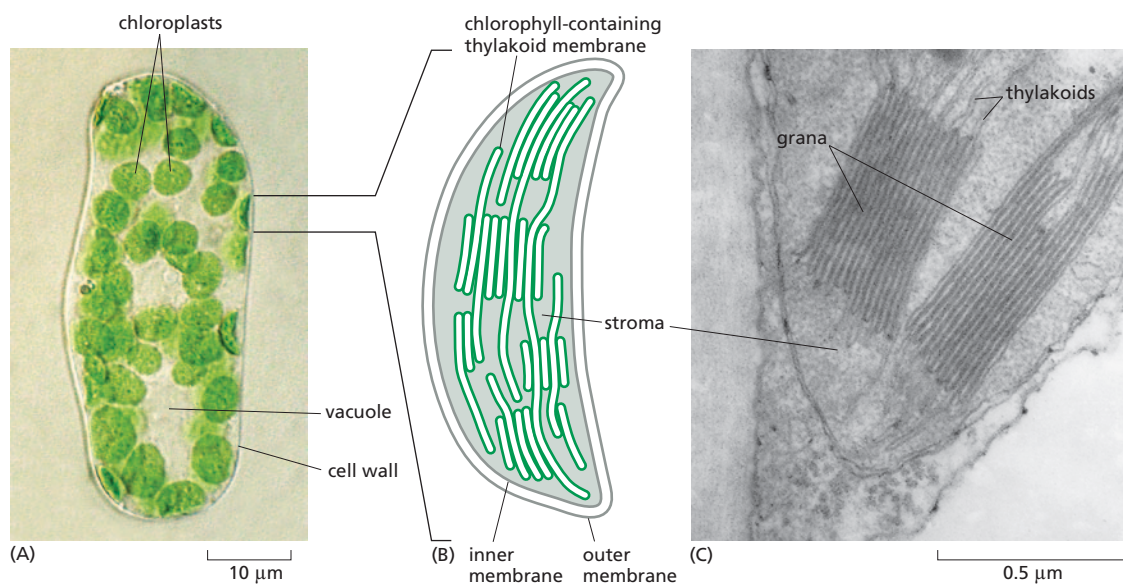 chloroplasts
chlorophyll-containing
thylakoid membrane
thylakoids
grana
stroma
vacuole
cell wall
(A)
10 μm
(B)
inner
membrane
outer
membrane
(C)
0.5 μm